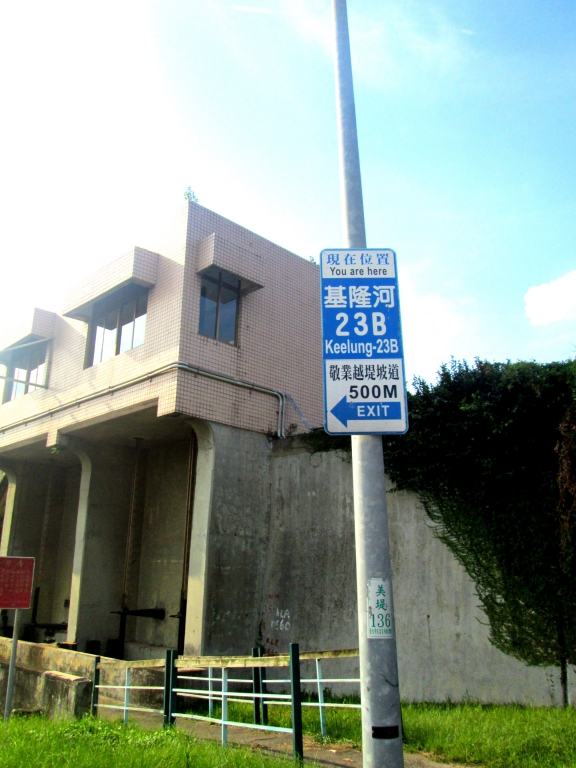 現在位置
You are here
基隆河
23B
Keelung-23B
敬業越堤坡道
500M
EXIT
美堤
136